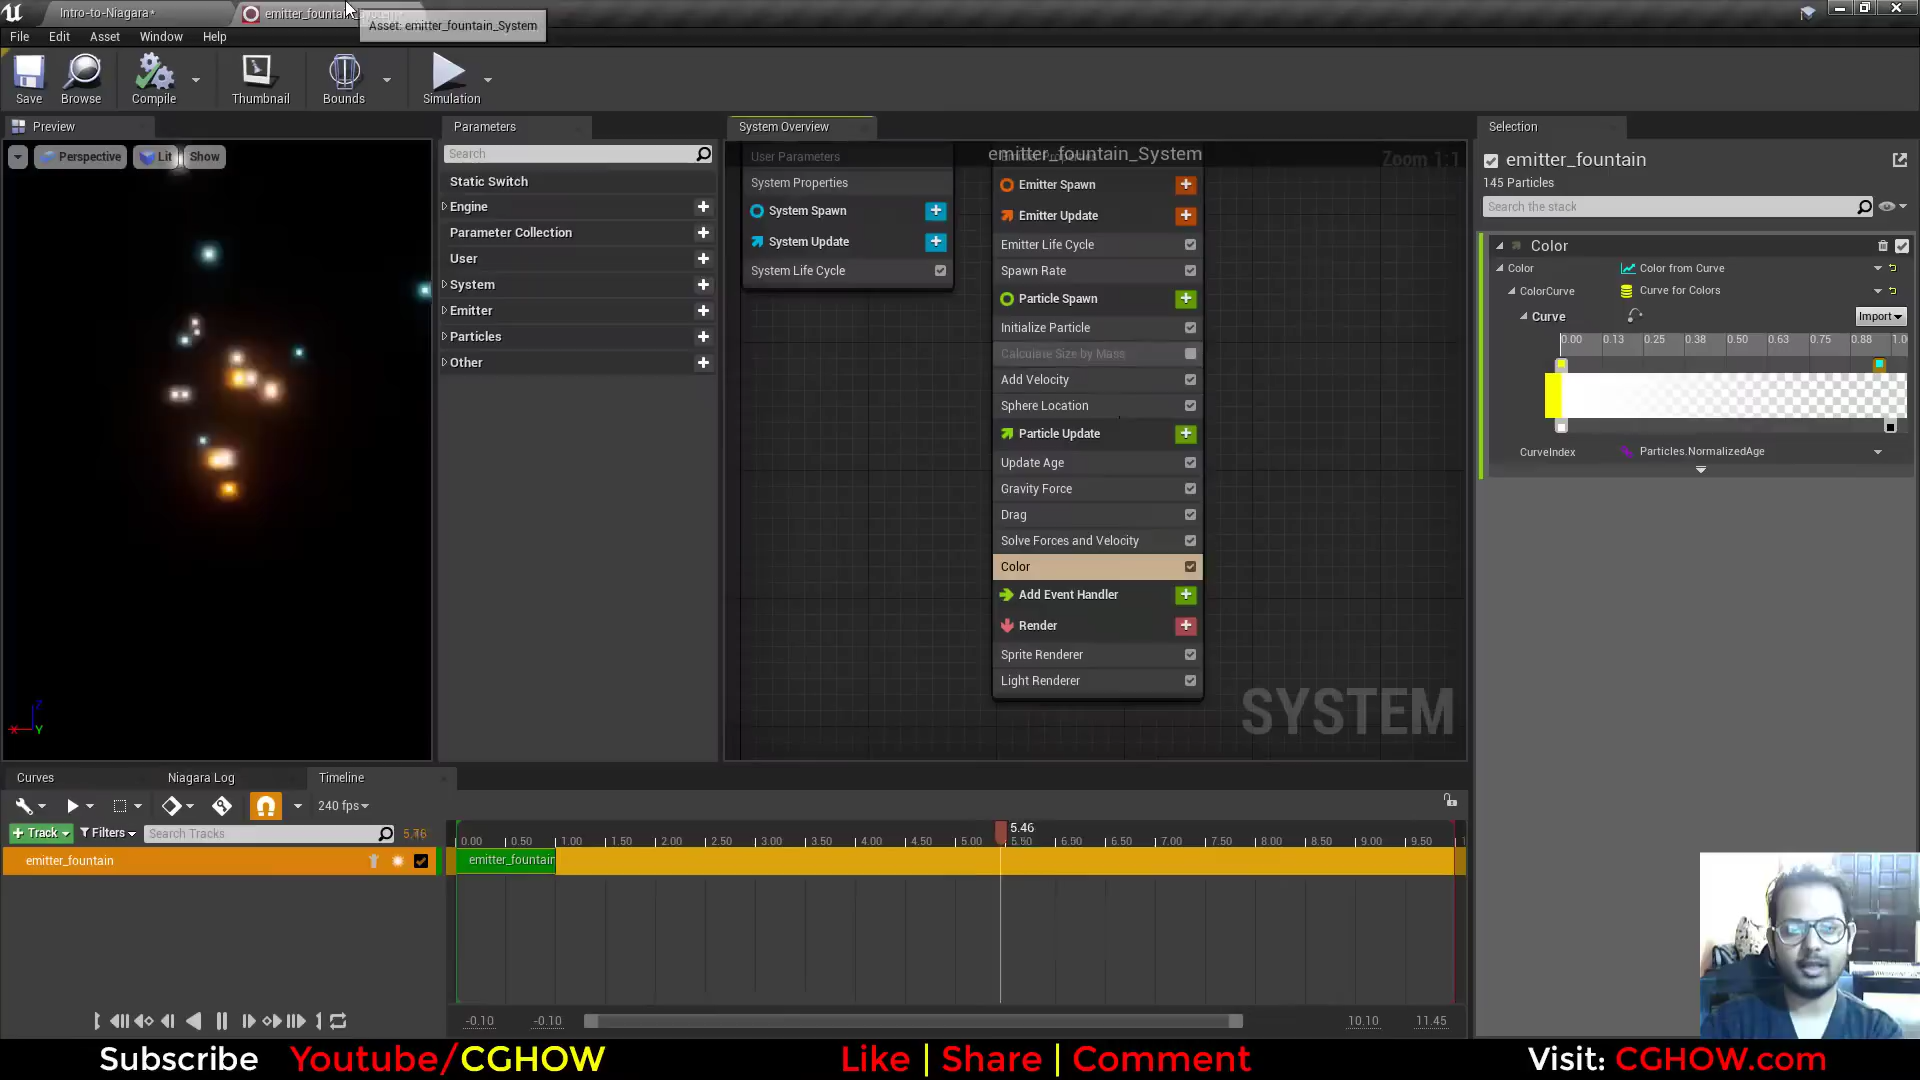 Intro-to-Niagara*
emitter_fountain_System
Asset: emitter_fountain_System
File Edit Asset Window Help
Save Browse Compile Thumbnail Bounds Simulation
Preview
Perspective Lit Show
X Y Z
Parameters
Search
Static Switch
Engine
Parameter Collection
User
System
Emitter
Particles
Other
System Overview
emitter_fountain_System
Zoom 1:1
User Parameters
System Properties
System Spawn
System Update
System Life Cycle
Emitter Spawn
Emitter Update
Emitter Life Cycle
Spawn Rate
Particle Spawn
Initialize Particle
Calculate Size by Mass
Add Velocity
Sphere Location
Particle Update
Update Age
Gravity Force
Drag
Solve Forces and Velocity
Color
Add Event Handler
Render
Sprite Renderer
Light Renderer
SYSTEM
Selection
emitter_fountain
145 Particles
Search the stack
Color
Color Color from Curve
ColorCurve Curve for Colors
Curve Import
0.00 0.13 0.25 0.38 0.50 0.63 0.75 0.88 1.0
CurveIndex Particles.NormalizedAge
Curves Niagara Log Timeline
240 fps
Track Filters Search Tracks
emitter_fountain
5.46
0.00 0.50 1.00 1.50 2.00 2.50 3.00 3.50 4.00 4.50 5.00 5.50 6.00 6.50 7.00 7.50 8.00 8.50 9.00 9.50
emitter_fountain
-0.10 -0.10 10.10 11.45
Subscribe Youtube/CGHOW Like | Share | Comment Visit: CGHOW.com